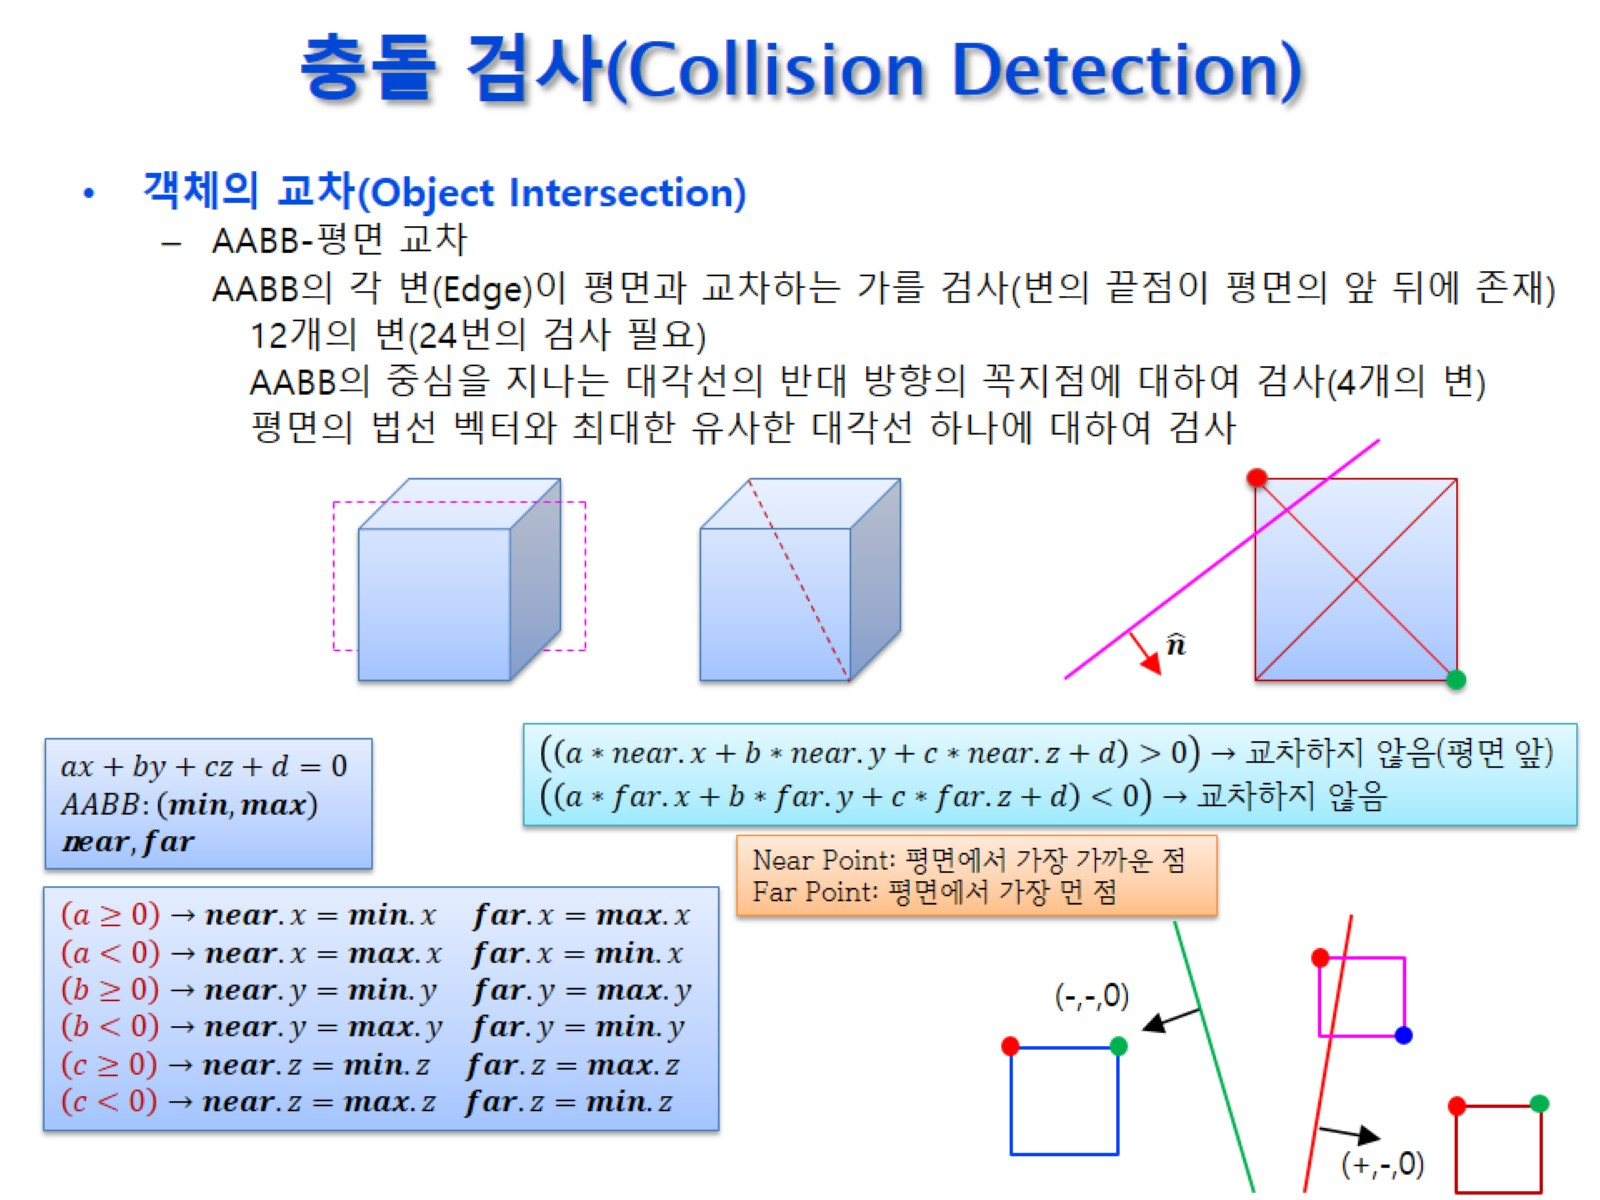 충돌 검사(Collision Detection)
• 객체의 교차(Object Intersection)
– AABB-평면 교차
AABB의 각 변(Edge)이 평면과 교차하는 가를 검사(변의 끝점이 평면의 앞 뒤에 존재)
12개의 변(24번의 검사 필요)
AABB의 중심을 지나는 대각선의 반대 방향의 꼭지점에 대하여 검사(4개의 변)
평면의 법선 벡터와 최대한 유사한 대각선 하나에 대하여 검사
n̂
ax + by + cz + d = 0
AABB: (min, max)
near, far
((a ∗ near. x + b ∗ near. y + c ∗ near. z + d) > 0) → 교차하지 않음(평면 앞)
((a ∗ far. x + b ∗ far. y + c ∗ far. z + d) < 0) → 교차하지 않음
Near Point: 평면에서 가장 가까운 점
Far Point: 평면에서 가장 먼 점
(a ≥ 0) → near. x = min. x far. x = max. x
(a < 0) → near. x = max. x far. x = min. x
(b ≥ 0) → near. y = min. y far. y = max. y
(b < 0) → near. y = max. y far. y = min. y
(c ≥ 0) → near. z = min. z far. z = max. z
(c < 0) → near. z = max. z far. z = min. z
(-,-,0)
(+,-,0)